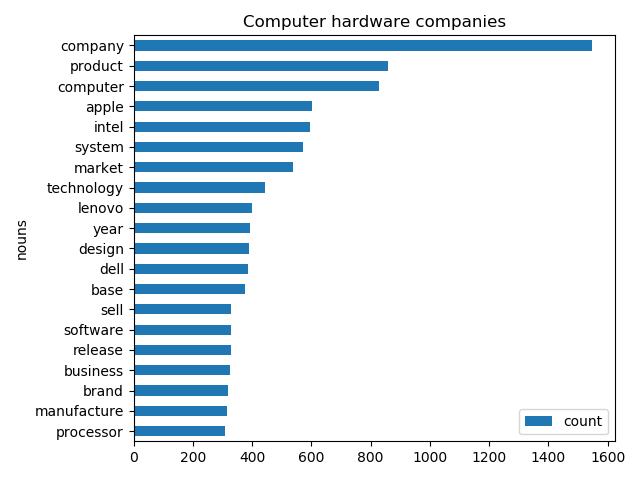 Computer hardware companies
company
product
computer
apple
intel
system
market
technology
lenovo
year
design
dell
base
sell
software
release
business
brand
manufacture
processor
nouns
count
0 200 400 600 800 1000 1200 1400 1600